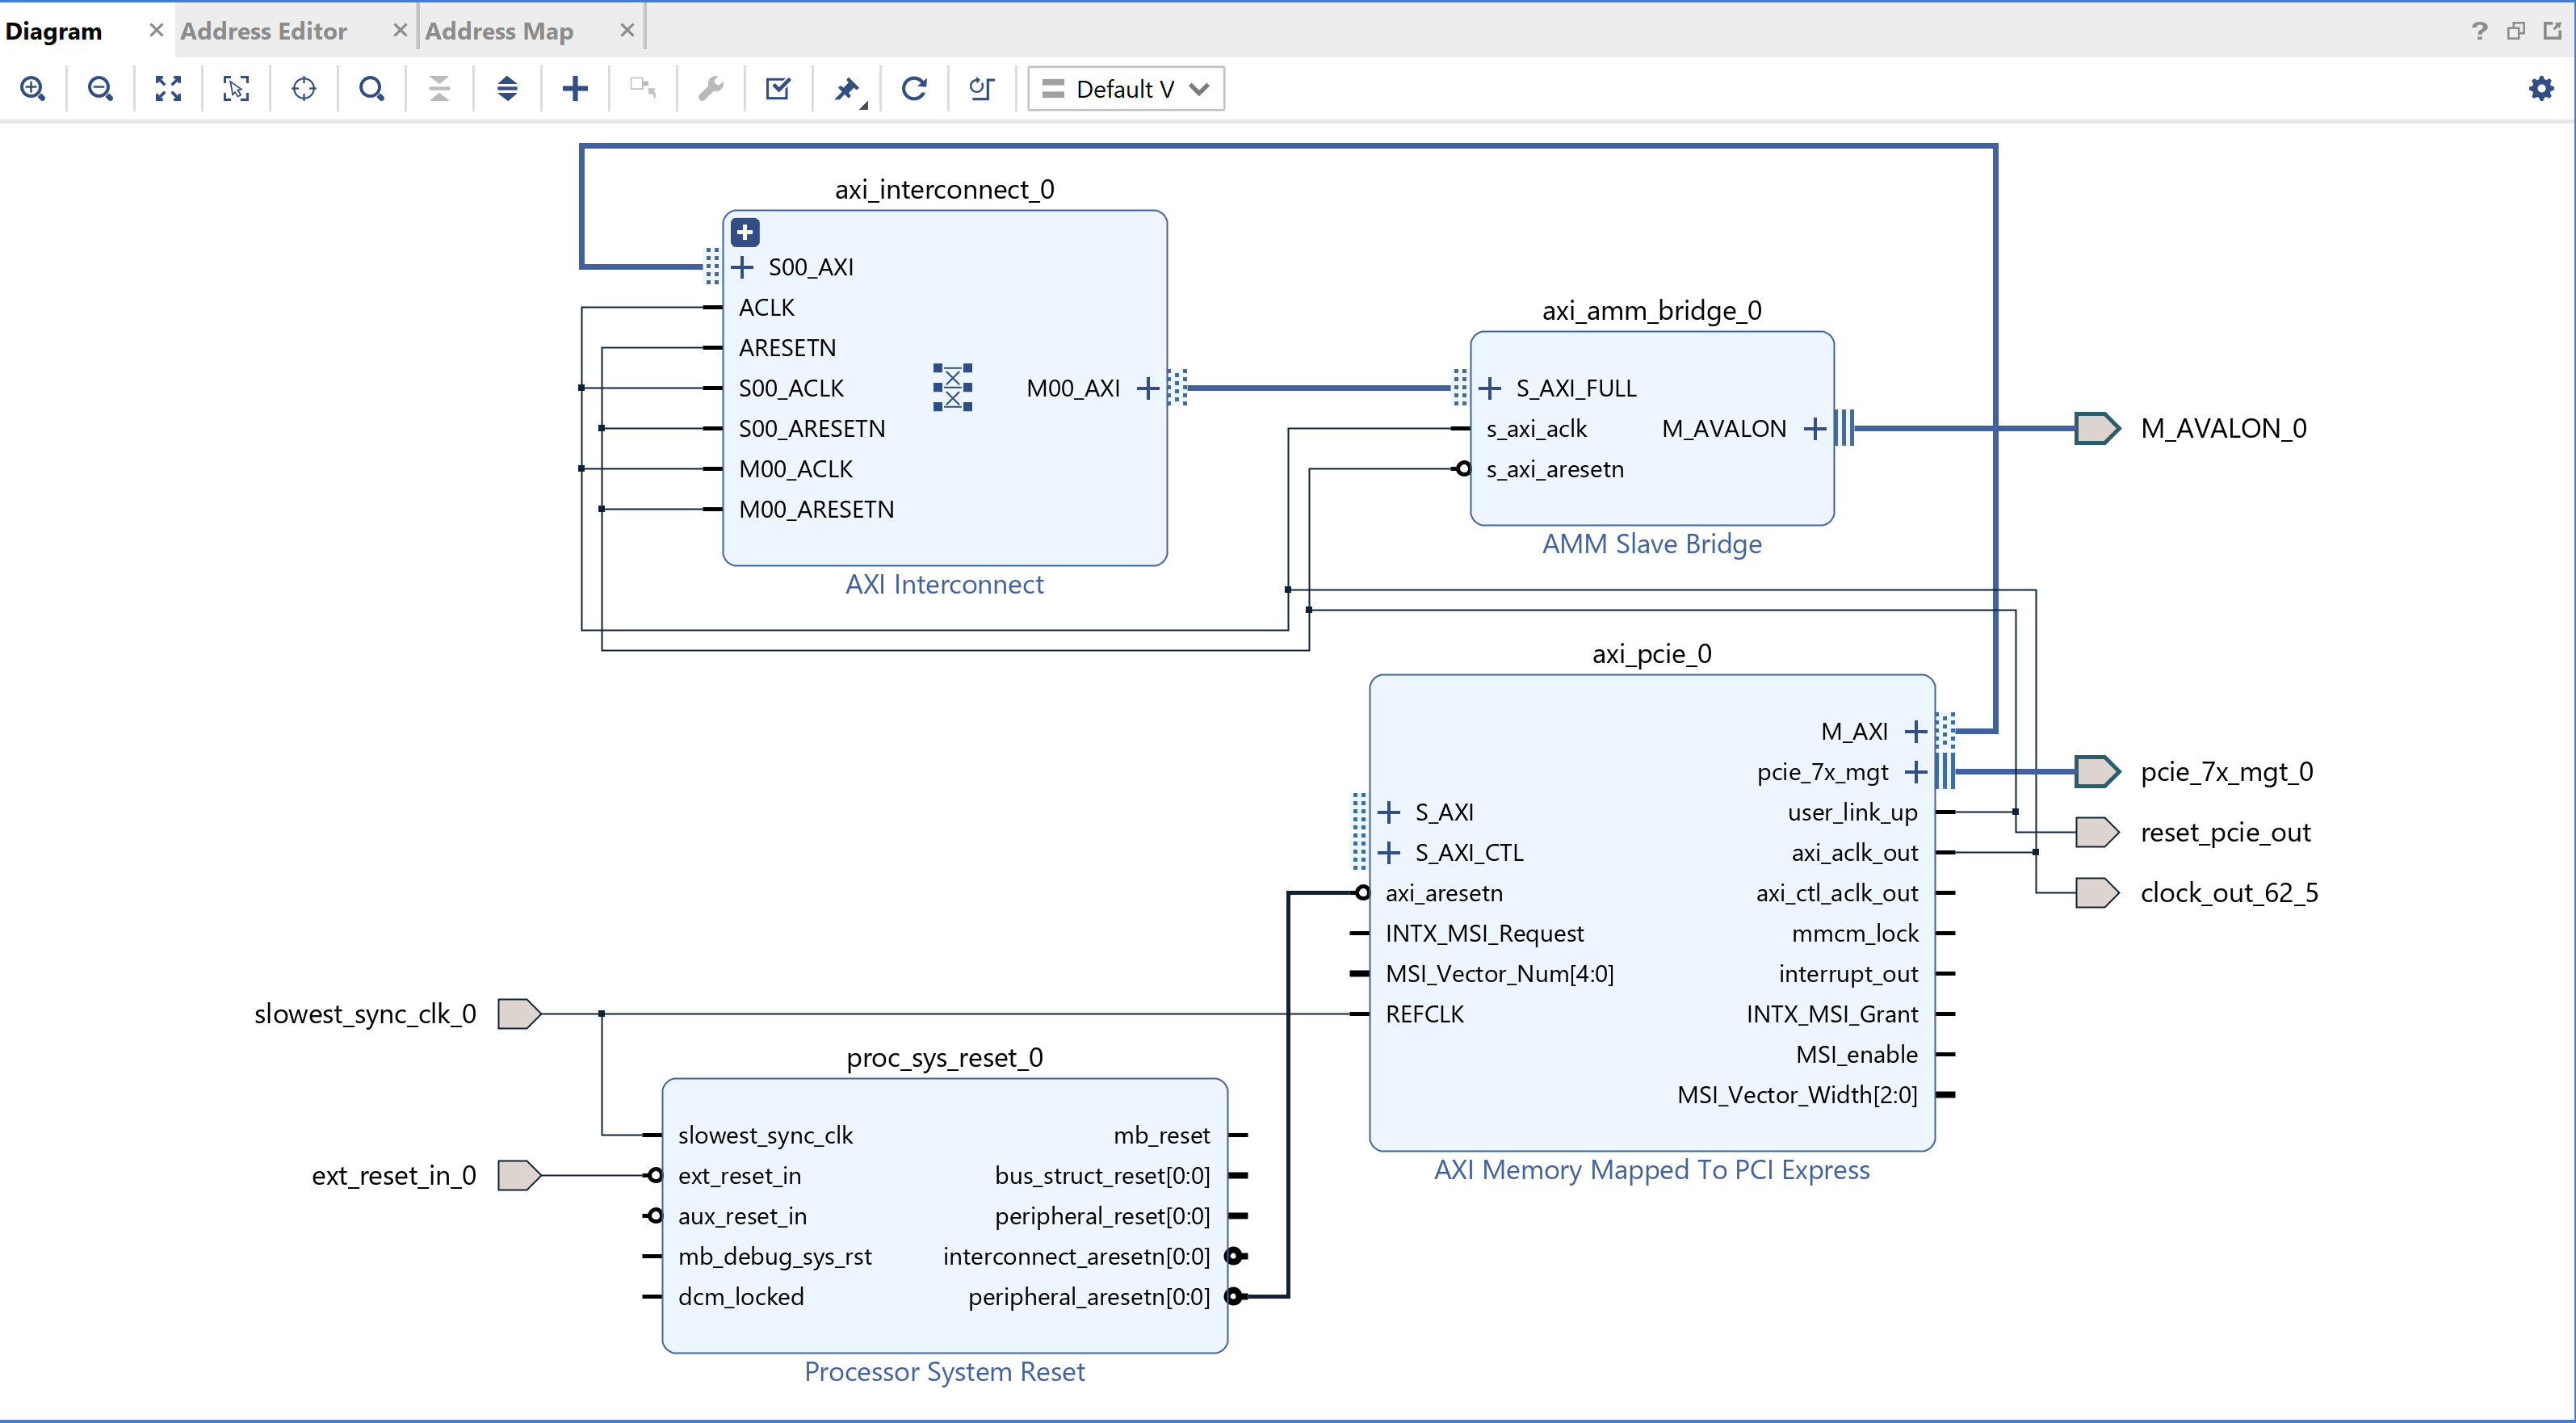 Diagram
Address Editor
Address Map
Default V
axi_interconnect_0
S00_AXI
ACLK
ARESETN
S00_ACLK
S00_ARESETN
M00_ACLK
M00_ARESETN
M00_AXI
AXI Interconnect
axi_amm_bridge_0
S_AXI_FULL
s_axi_aclk
s_axi_aresetn
M_AVALON
AMM Slave Bridge
M_AVALON_0
axi_pcie_0
S_AXI
S_AXI_CTL
axi_aresetn
INTX_MSI_Request
MSI_Vector_Num[4:0]
REFCLK
M_AXI
pcie_7x_mgt
user_link_up
axi_aclk_out
axi_ctl_aclk_out
mmcm_lock
interrupt_out
INTX_MSI_Grant
MSI_enable
MSI_Vector_Width[2:0]
AXI Memory Mapped To PCI Express
pcie_7x_mgt_0
reset_pcie_out
clock_out_62_5
slowest_sync_clk_0
ext_reset_in_0
proc_sys_reset_0
slowest_sync_clk
ext_reset_in
aux_reset_in
mb_debug_sys_rst
dcm_locked
mb_reset
bus_struct_reset[0:0]
peripheral_reset[0:0]
interconnect_aresetn[0:0]
peripheral_aresetn[0:0]
Processor System Reset